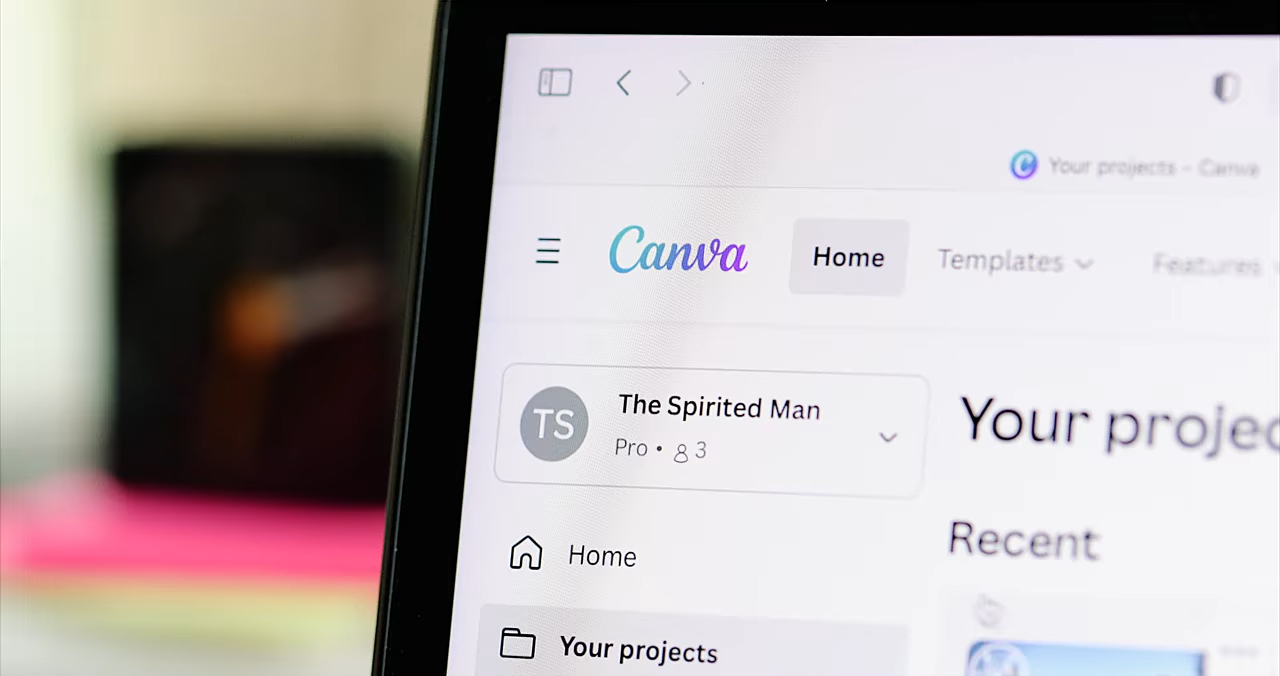 Your projects - Canva
Canva
Home
Templates
Features
TS
The Spirited Man
Pro • 3
Your projec
Home
Recent
Your projects